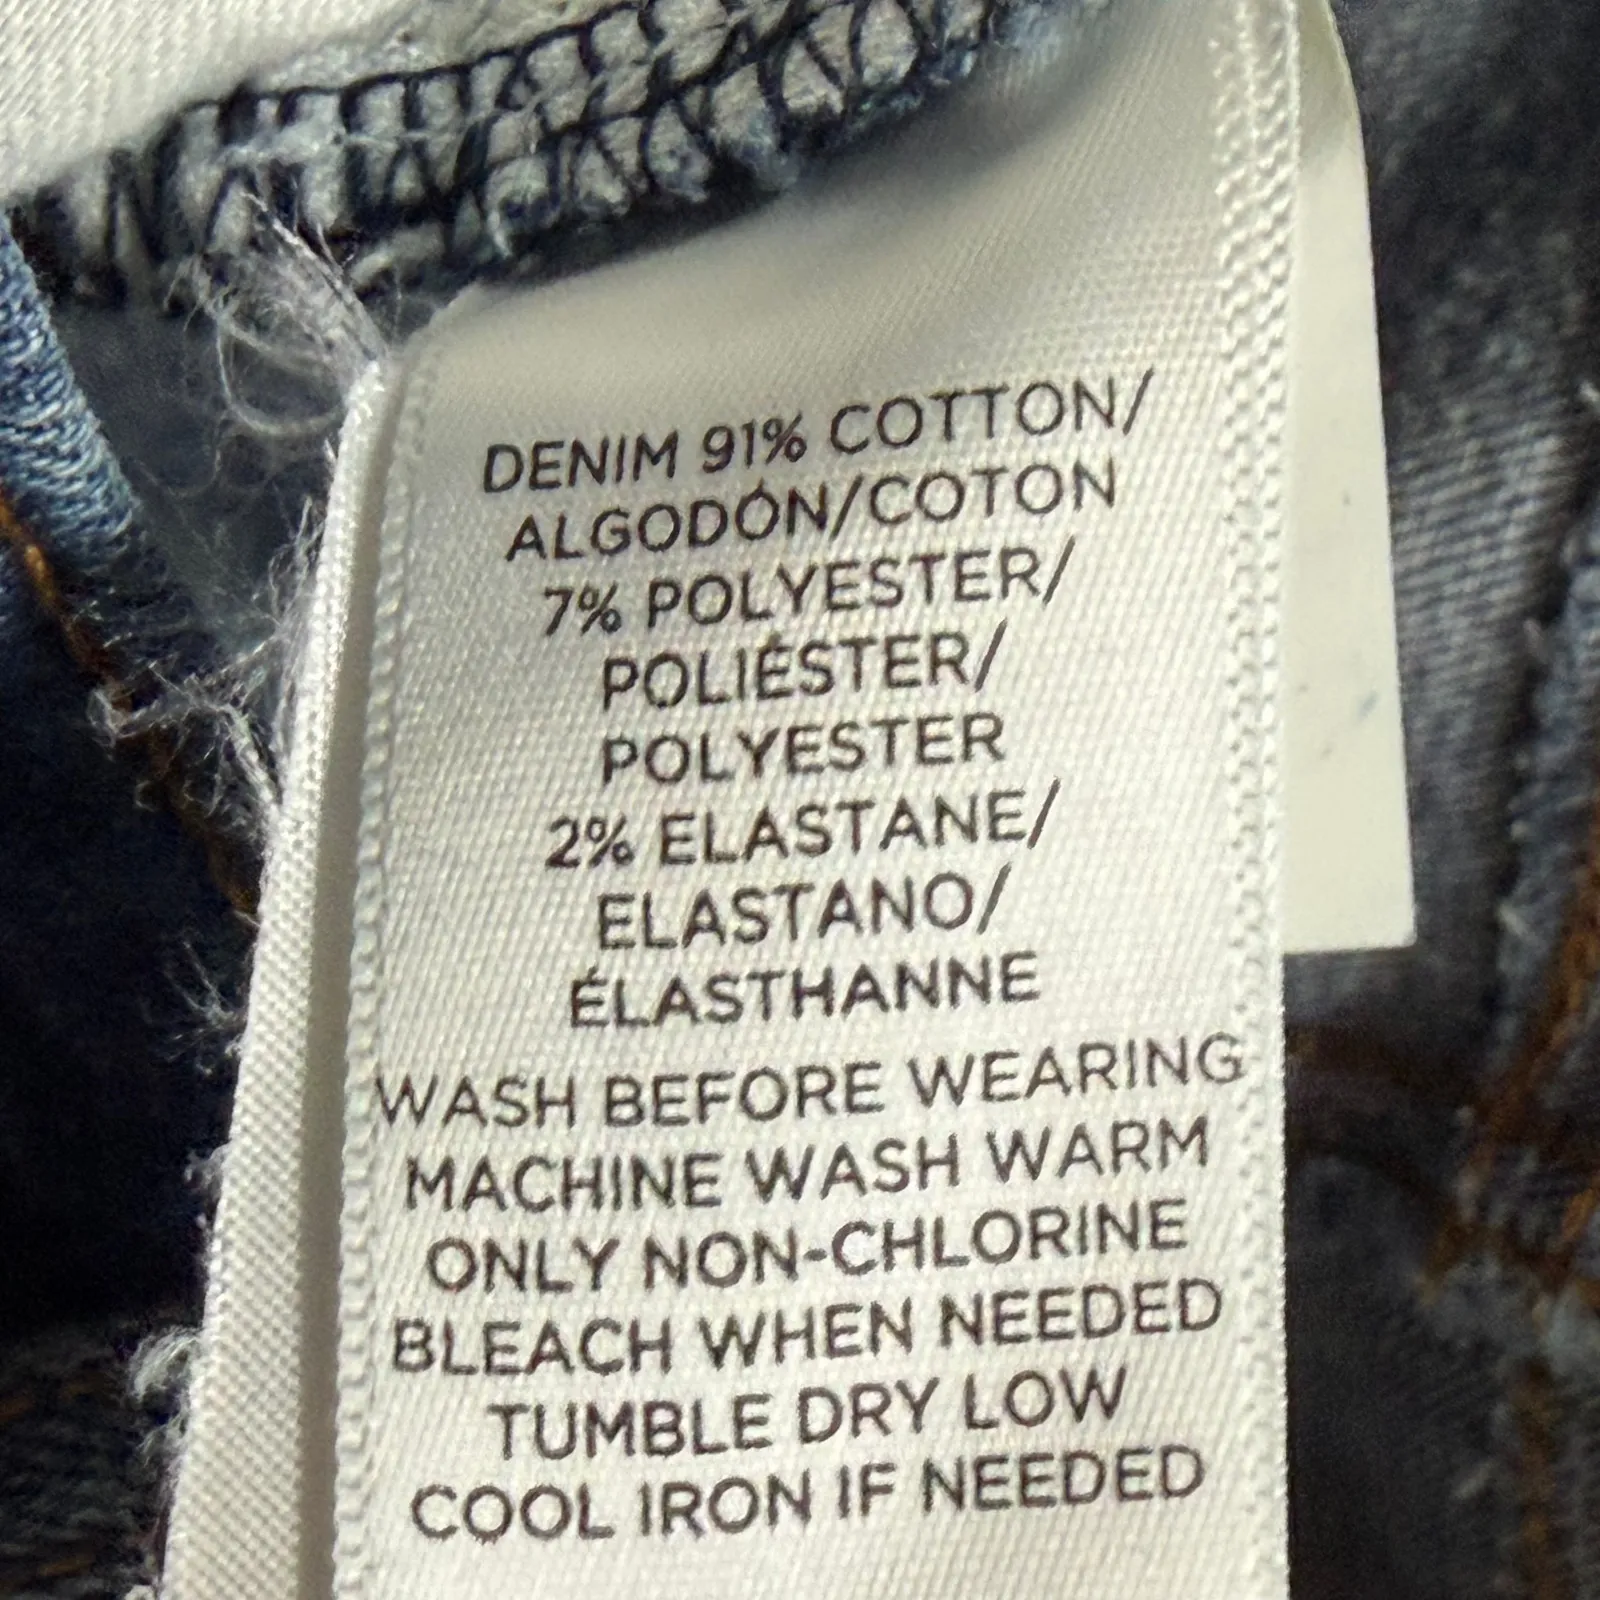 DENIM 91% COTTON/
ALGODÓN/COTON
7% POLYESTER/
POLIÉSTER/
POLYESTER
2% ELASTANE/
ELASTANO/
ÉLASTHANNE
WASH BEFORE WEARING
MACHINE WASH WARM
ONLY NON-CHLORINE
BLEACH WHEN NEEDED
TUMBLE DRY LOW
COOL IRON IF NEEDED